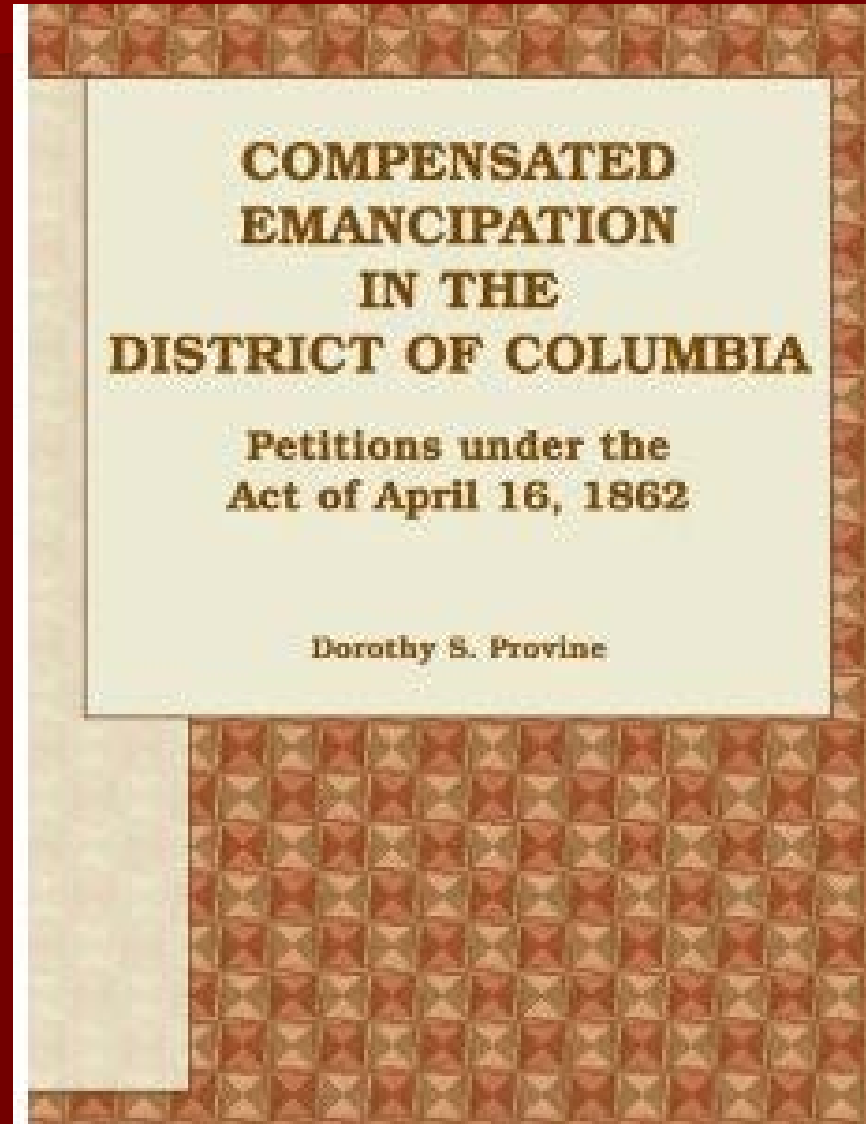 COMPENSATED
EMANCIPATION
IN THE
DISTRICT OF COLUMBIA
Petitions under the
Act of April 16, 1862
Dorothy S. Provine